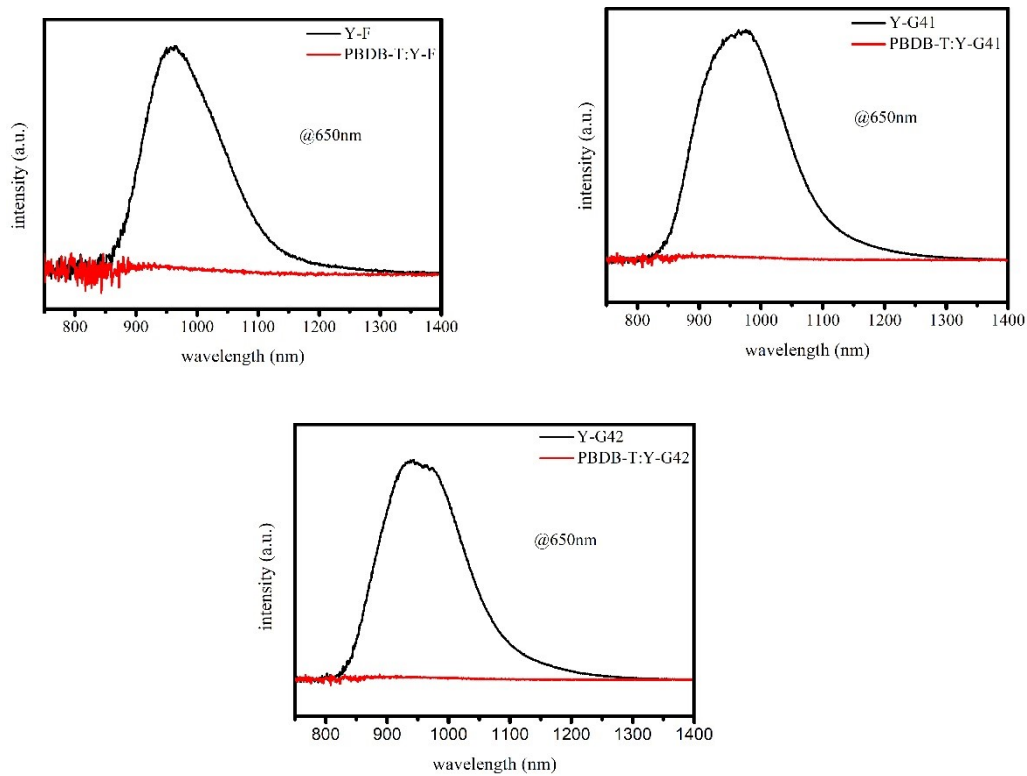 Y-F
PBDB-T:Y-F
@650nm
intensity (a.u.)
800 900 1000 1100 1200 1300 1400
wavelength (nm)
Y-G41
PBDB-T:Y-G41
@650nm
intensity (a.u.)
800 900 1000 1100 1200 1300 1400
wavelength (nm)
Y-G42
PBDB-T:Y-G42
@650nm
intensity (a.u.)
800 900 1000 1100 1200 1300 1400
wavelength (nm)